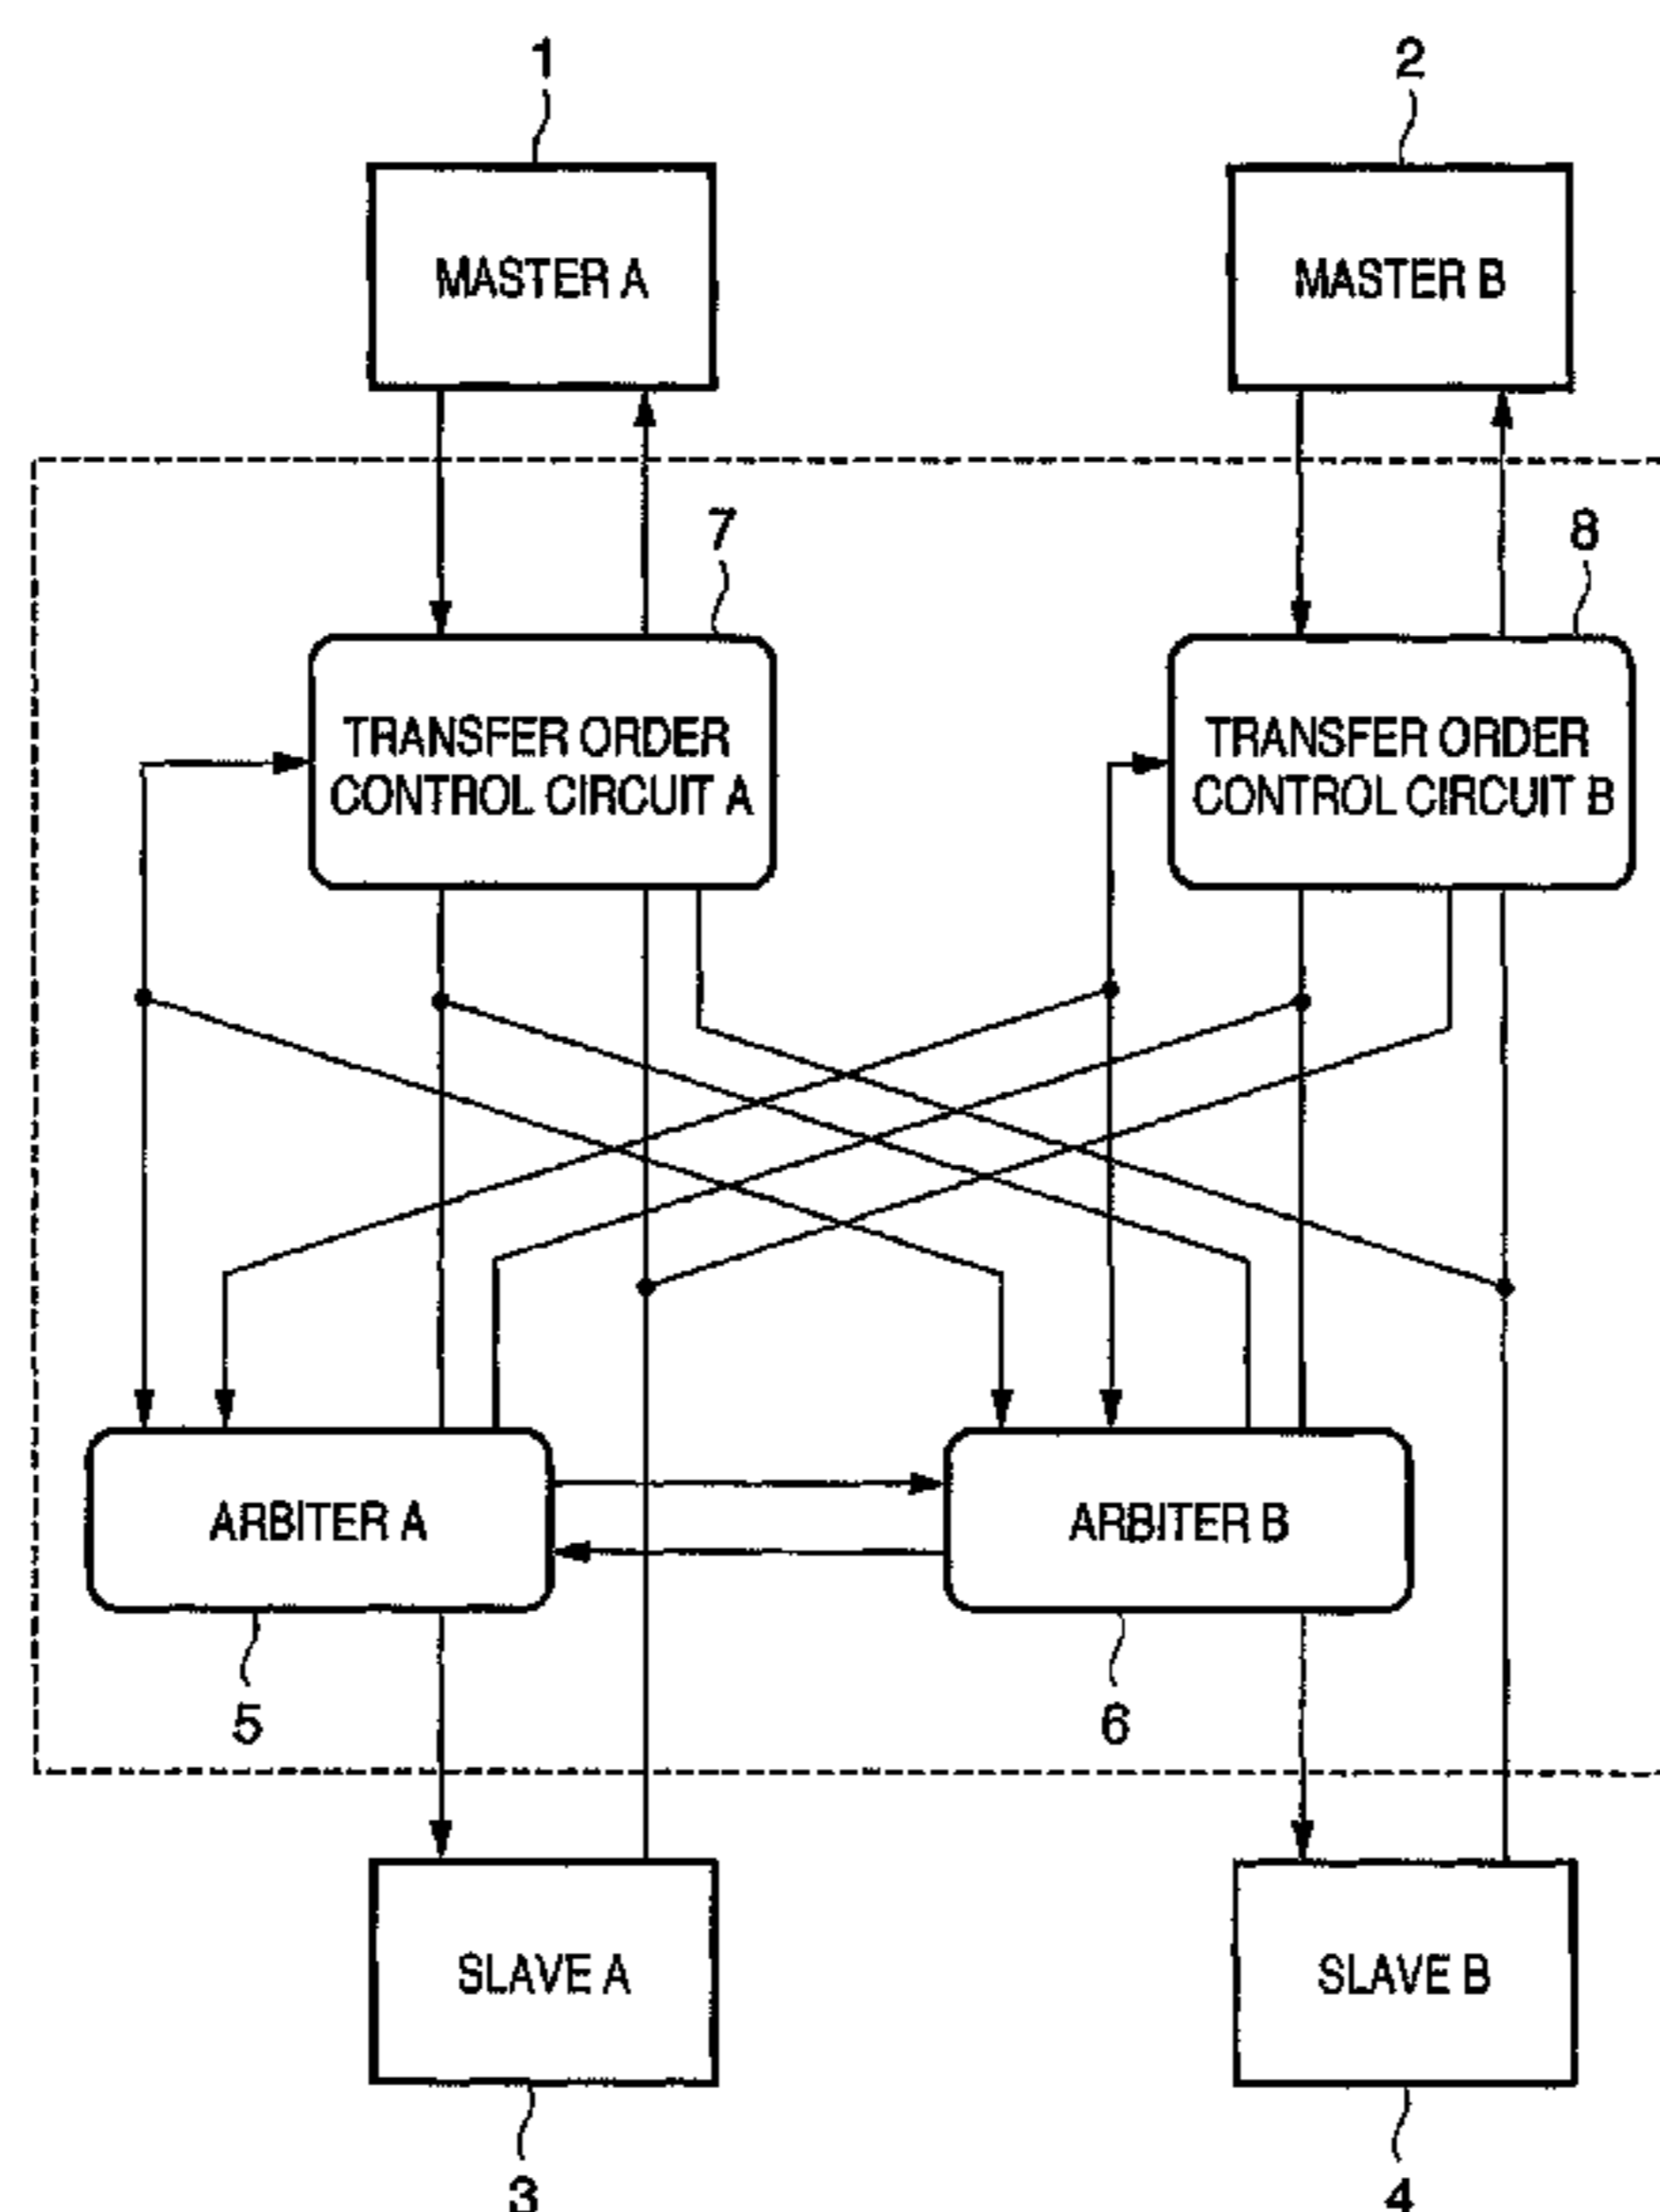 1
2
MASTER A
MASTER B
7
8
TRANSFER ORDER
CONTROL CIRCUIT A
TRANSFER ORDER
CONTROL CIRCUIT B
ARBITER A
ARBITER B
5
6
SLAVE A
SLAVE B
3
4